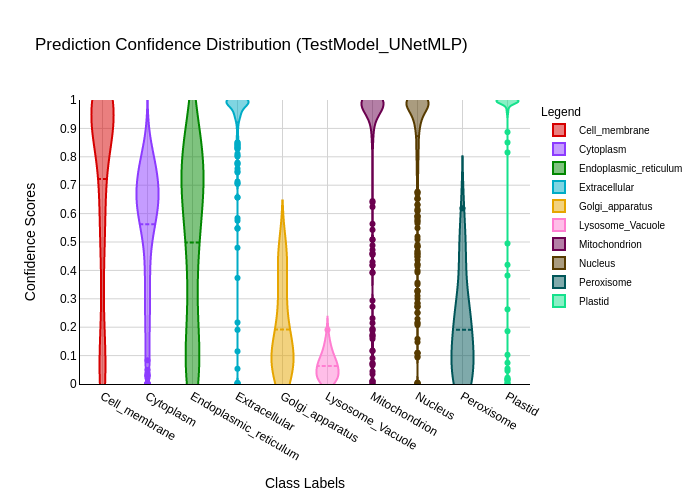 Prediction Confidence Distribution (TestModel_UNetMLP)
Confidence Scores
1
0.9
0.8
0.7
0.6
0.5
0.4
0.3
0.2
0.1
0
Cell_membrane
Cytoplasm
Endoplasmic_reticulum
Extracellular
Golgi_apparatus
Lysosome_Vacuole
Mitochondrion
Nucleus
Peroxisome
Plastid
Class Labels
Legend
Cell_membrane
Cytoplasm
Endoplasmic_reticulum
Extracellular
Golgi_apparatus
Lysosome_Vacuole
Mitochondrion
Nucleus
Peroxisome
Plastid